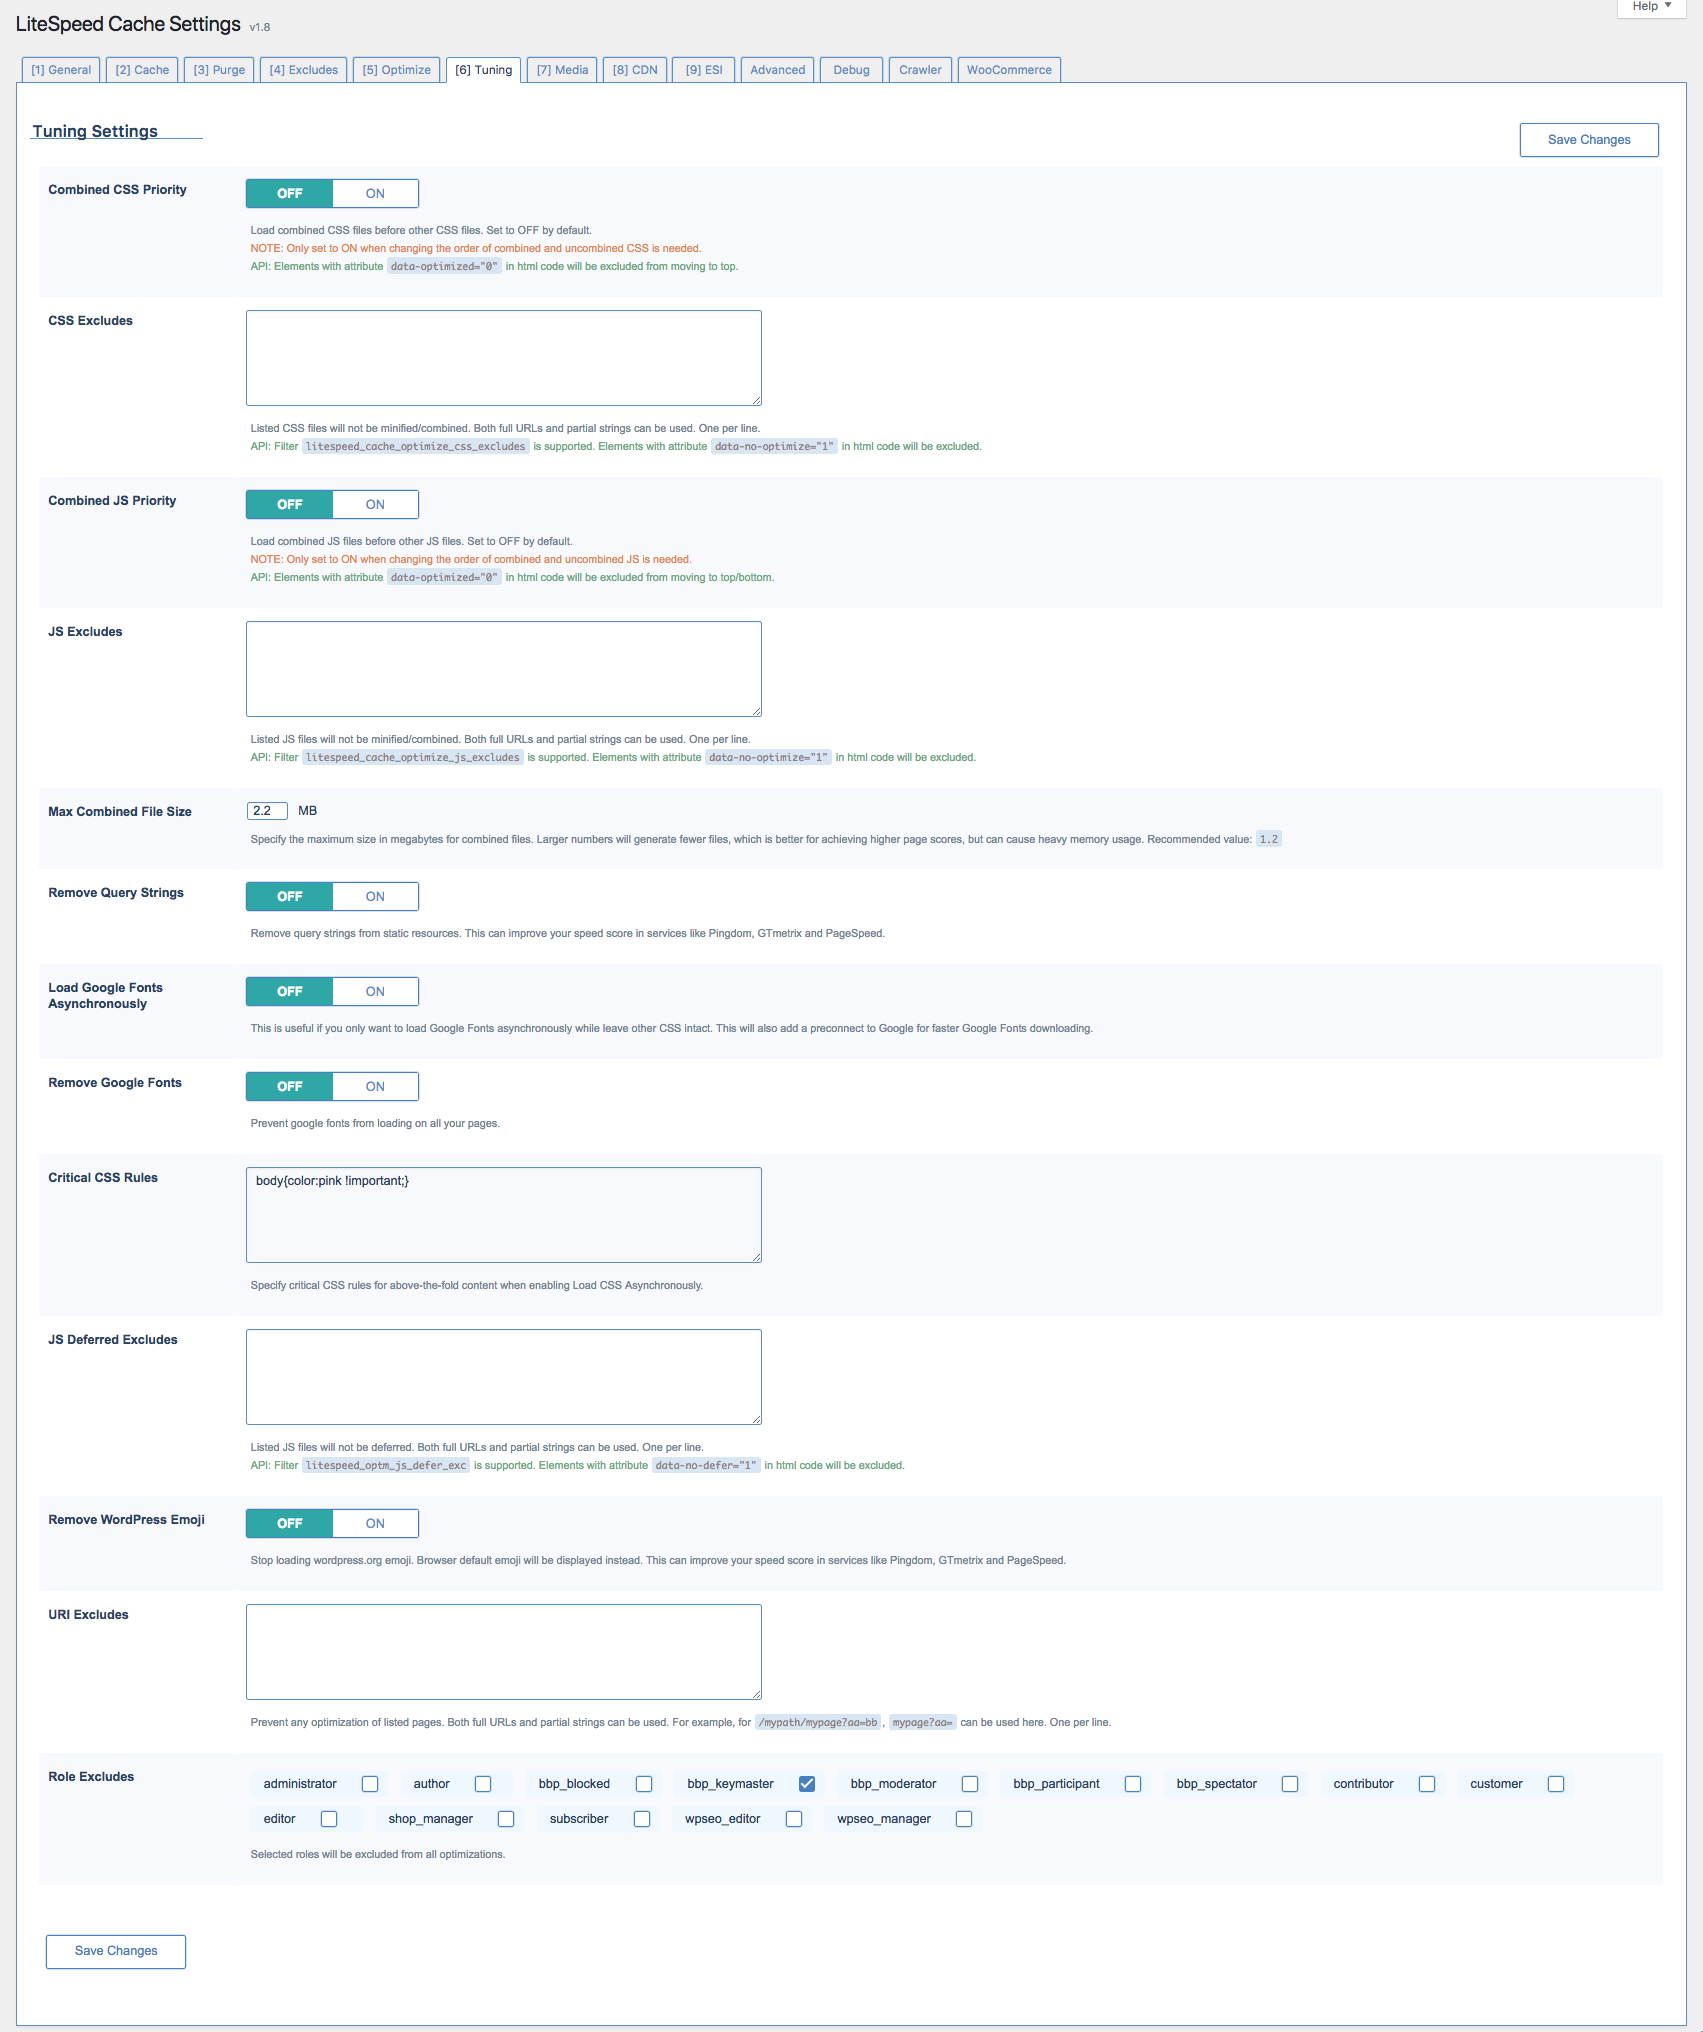 Help ▼
LiteSpeed Cache Settings v1.8
[1] General [2] Cache [3] Purge [4] Excludes [5] Optimize [6] Tuning [7] Media [8] CDN [9] ESI Advanced Debug Crawler WooCommerce
Tuning Settings
Save Changes
Combined CSS Priority OFF ON
Load combined CSS files before other CSS files. Set to OFF by default.
NOTE: Only set to ON when changing the order of combined and uncombined CSS is needed.
API: Elements with attribute data-optimized="0" in html code will be excluded from moving to top.
CSS Excludes
Listed CSS files will not be minified/combined. Both full URLs and partial strings can be used. One per line.
API: Filter litespeed_cache_optimize_css_excludes is supported. Elements with attribute data-no-optimize="1" in html code will be excluded.
Combined JS Priority OFF ON
Load combined JS files before other JS files. Set to OFF by default.
NOTE: Only set to ON when changing the order of combined and uncombined JS is needed.
API: Elements with attribute data-optimized="0" in html code will be excluded from moving to top/bottom.
JS Excludes
Listed JS files will not be minified/combined. Both full URLs and partial strings can be used. One per line.
API: Filter litespeed_cache_optimize_js_excludes is supported. Elements with attribute data-no-optimize="1" in html code will be excluded.
Max Combined File Size 2.2 MB
Specify the maximum size in megabytes for combined files. Larger numbers will generate fewer files, which is better for achieving higher page scores, but can cause heavy memory usage. Recommended value: 1.2
Remove Query Strings OFF ON
Remove query strings from static resources. This can improve your speed score in services like Pingdom, GTmetrix and PageSpeed.
Load Google Fonts
Asynchronously
OFF ON
This is useful if you only want to load Google Fonts asynchronously while leave other CSS intact. This will also add a preconnect to Google for faster Google Fonts downloading.
Remove Google Fonts OFF ON
Prevent google fonts from loading on all your pages.
Critical CSS Rules body{color:pink !important;}
Specify critical CSS rules for above-the-fold content when enabling Load CSS Asynchronously.
JS Deferred Excludes
Listed JS files will not be deferred. Both full URLs and partial strings can be used. One per line.
API: Filter litespeed_optm_js_defer_exc is supported. Elements with attribute data-no-defer="1" in html code will be excluded.
Remove WordPress Emoji OFF ON
Stop loading wordpress.org emoji. Browser default emoji will be displayed instead. This can improve your speed score in services like Pingdom, GTmetrix and PageSpeed.
URI Excludes
Prevent any optimization of listed pages. Both full URLs and partial strings can be used. For example, for /mypath/mypage?aa=bb , mypage?aa= can be used here. One per line.
Role Excludes administrator author bbp_blocked bbp_keymaster bbp_moderator bbp_participant bbp_spectator contributor customer
editor shop_manager subscriber wpseo_editor wpseo_manager
Selected roles will be excluded from all optimizations.
Save Changes